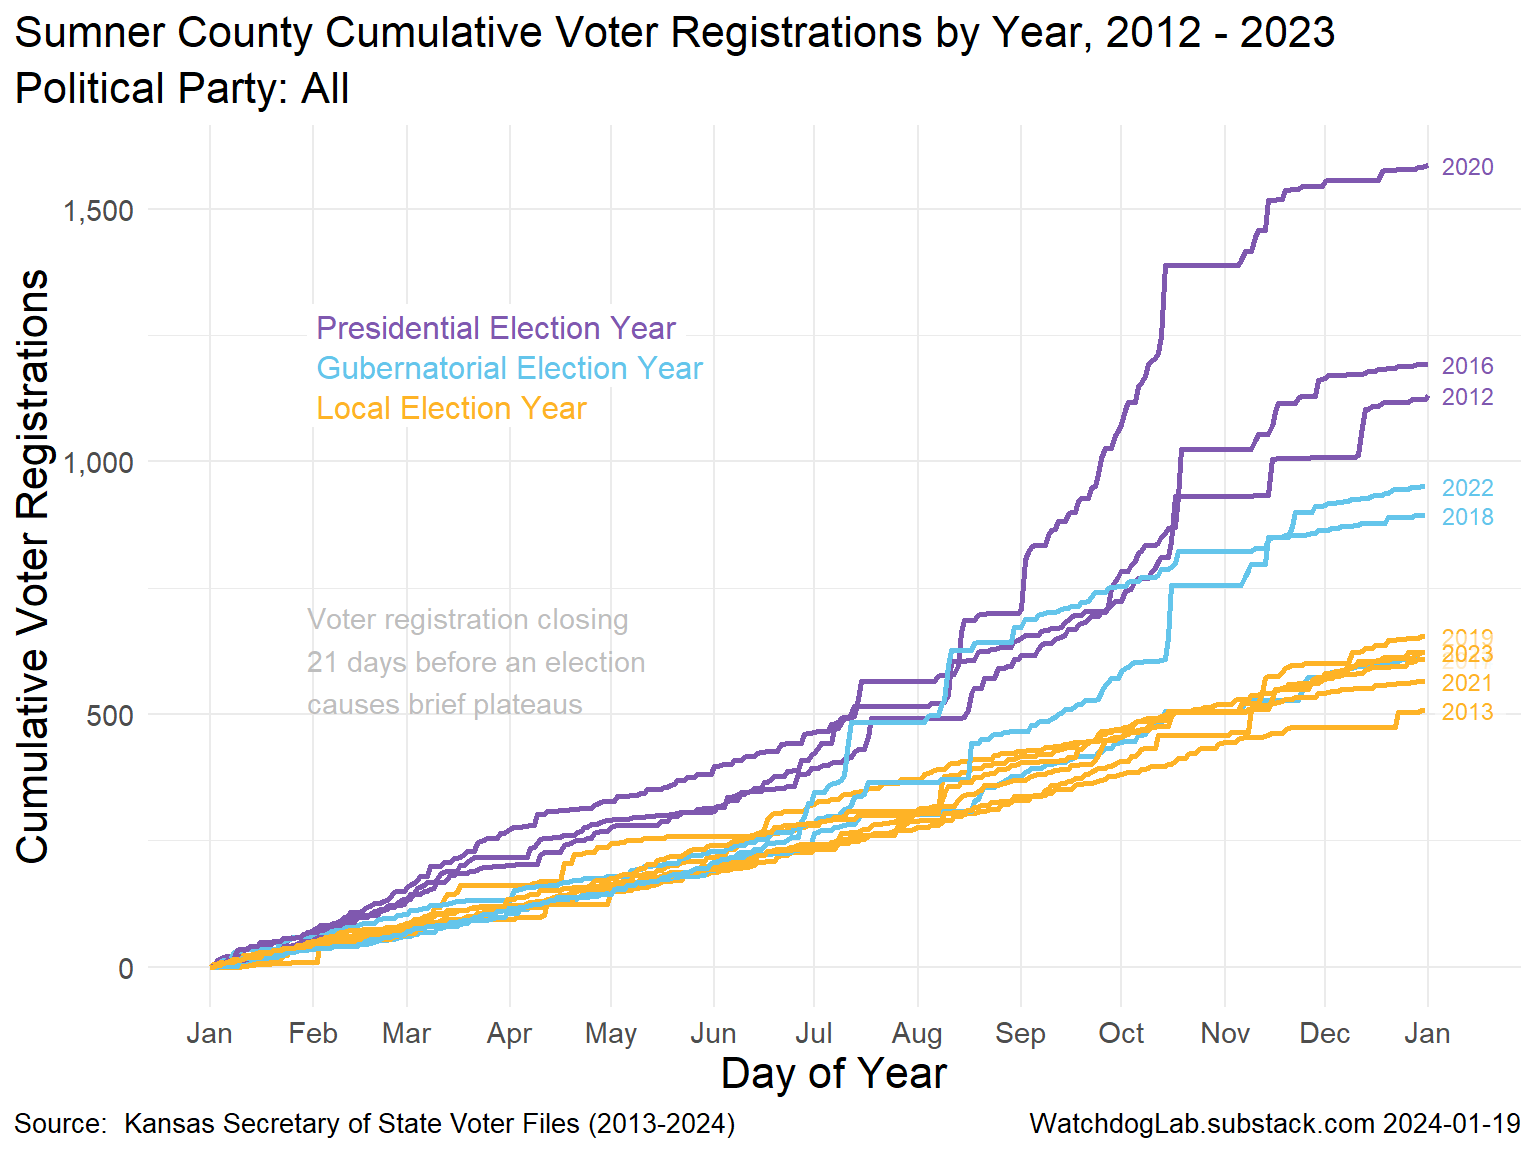 Sumner County Cumulative Voter Registrations by Year, 2012 - 2023
Political Party: All
Cumulative Voter Registrations
1,500
1,000
500
0
Presidential Election Year
Gubernatorial Election Year
Local Election Year
Voter registration closing
21 days before an election
causes brief plateaus
2020
2016
2012
2022
2018
2019
2023
2021
2013
Jan Feb Mar Apr May Jun Jul Aug Sep Oct Nov Dec Jan
Day of Year
Source:  Kansas Secretary of State Voter Files (2013-2024)
WatchdogLab.substack.com 2024-01-19